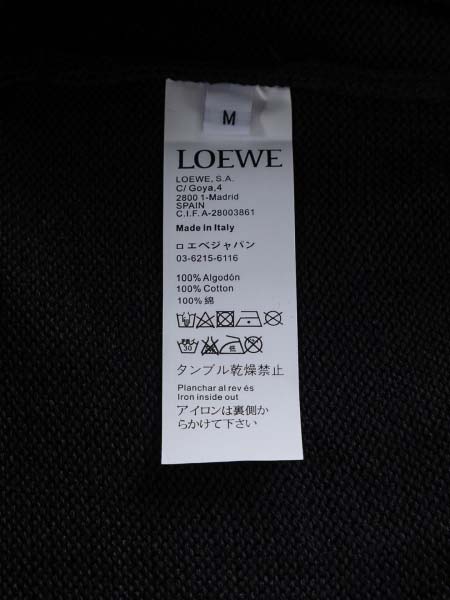 M
LOEWE
LOEWE, S.A.
C/ Goya,4
2800 1-Madrid
SPAIN
C.I.F. A-28003861
Made in Italy
ロエベジャパン
03-6215-6116
100% Algodón
100% Cotton
100% 綿
30
低
タンブル乾燥禁止
Planchar al rev és
Iron inside out
アイロンは裏側か
らかけて下さい